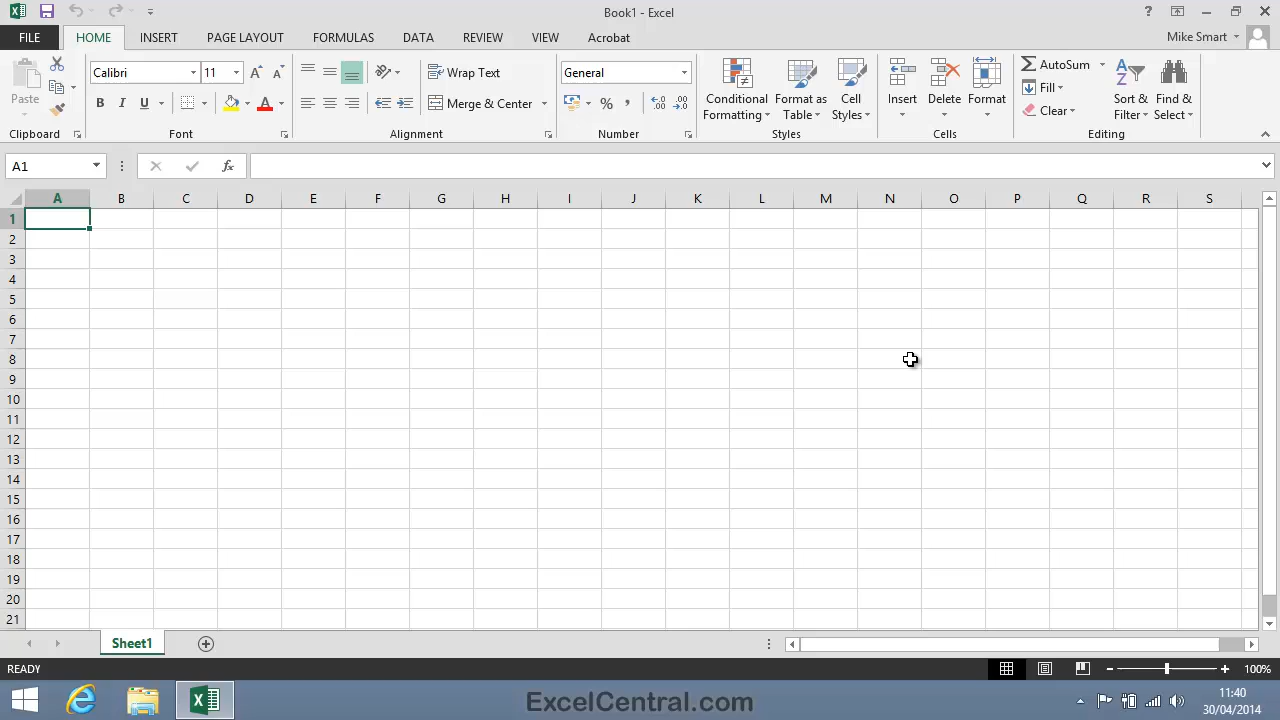 Book1 - Excel
?
FILE HOME INSERT PAGE LAYOUT FORMULAS DATA REVIEW VIEW Acrobat Mike Smart
Paste
Clipboard
Calibri 11 A A
B I U A
Font
Wrap Text
Merge & Center
Alignment
General
% ,
Number
Conditional Formatting
Format as Table
Cell Styles
Styles
Insert Delete Format
Cells
AutoSum
Fill
Clear
Sort & Filter
Find & Select
Editing
A1 fx
A B C D E F G H I J K L M N O P Q R S
1
2
3
4
5
6
7
8
9
10
11
12
13
14
15
16
17
18
19
20
21
Sheet1
READY 100%
ExcelCentral.com
11:40
30/04/2014